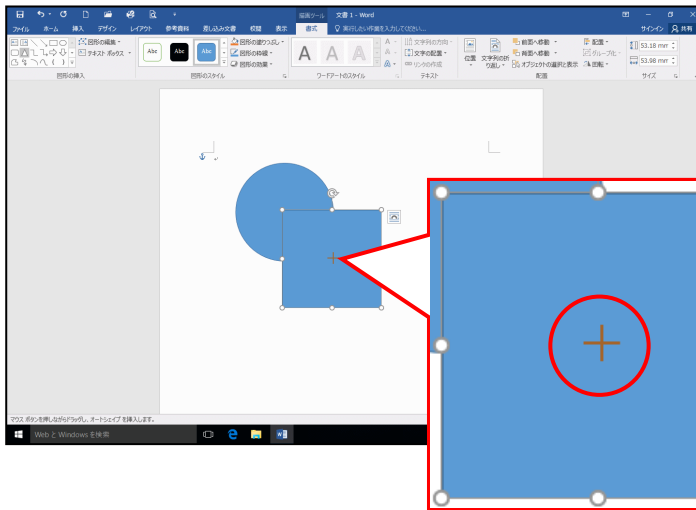 描画ツール 文書 1 - Word
ファイル ホーム 挿入 デザイン レイアウト 参考資料 差し込み文書 校閲 表示 書式 実行したい作業を入力してください... サインイン 共有
図形の編集
テキスト ボックス
図形の挿入
Abc Abc Abc
図形の塗りつぶし
図形の枠線
図形の効果
図形のスタイル
A A A
ワードアートのスタイル
文字列の方向
文字の配置
リンクの作成
テキスト
位置 文字列の折り返し
前面へ移動
背面へ移動
オブジェクトの選択と表示
配置
グループ化
回転
配置
53.18 mm
53.98 mm
サイズ
マウス ボタンを押しながらドラッグし、オートシェイプを挿入します。
Web と Windows を検索